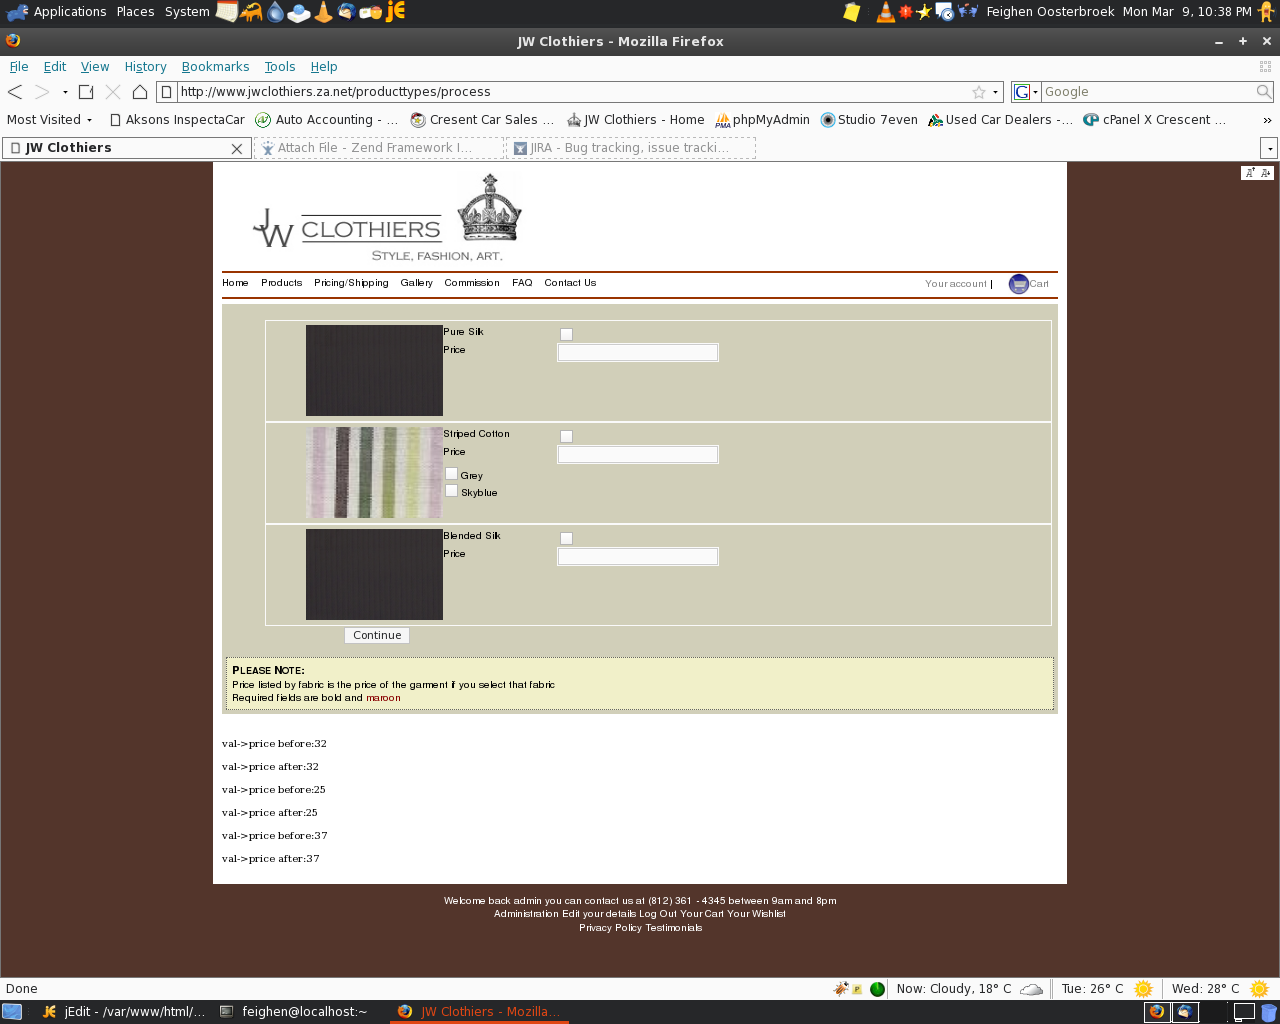 Applications Places System Feighen Oosterbroek Mon Mar 9, 10:38 PM
JW Clothiers - Mozilla Firefox
File Edit View History Bookmarks Tools Help
http://www.jwclothiers.za.net/producttypes/process G Google
Most Visited Aksons InspectaCar Auto Accounting - ... Cresent Car Sales ... JW Clothiers - Home phpMyAdmin Studio 7even Used Car Dealers -... cPanel X Crescent ... »
JW Clothiers Attach File - Zend Framework I... JIRA - Bug tracking, issue tracki...
JW CLOTHIERS
STYLE, FASHION, ART.
Home Products Pricing/Shipping Gallery Commission FAQ Contact Us Your account | Cart
Pure Silk
Price
Striped Cotton
Price
Grey
Skyblue
Blended Silk
Price
Continue
PLEASE NOTE:
Price listed by fabric is the price of the garment if you select that fabric
Required fields are bold and maroon
val->price before:32
val->price after:32
val->price before:25
val->price after:25
val->price before:37
val->price after:37
Welcome back admin you can contact us at (812) 361 - 4345 between 9am and 8pm
Administration Edit your details Log Out Your Cart Your Wishlist
Privacy Policy Testimonials
Done Now: Cloudy, 18° C Tue: 26° C Wed: 28° C
jEdit - /var/www/html/... feighen@localhost:~ JW Clothiers - Mozilla...